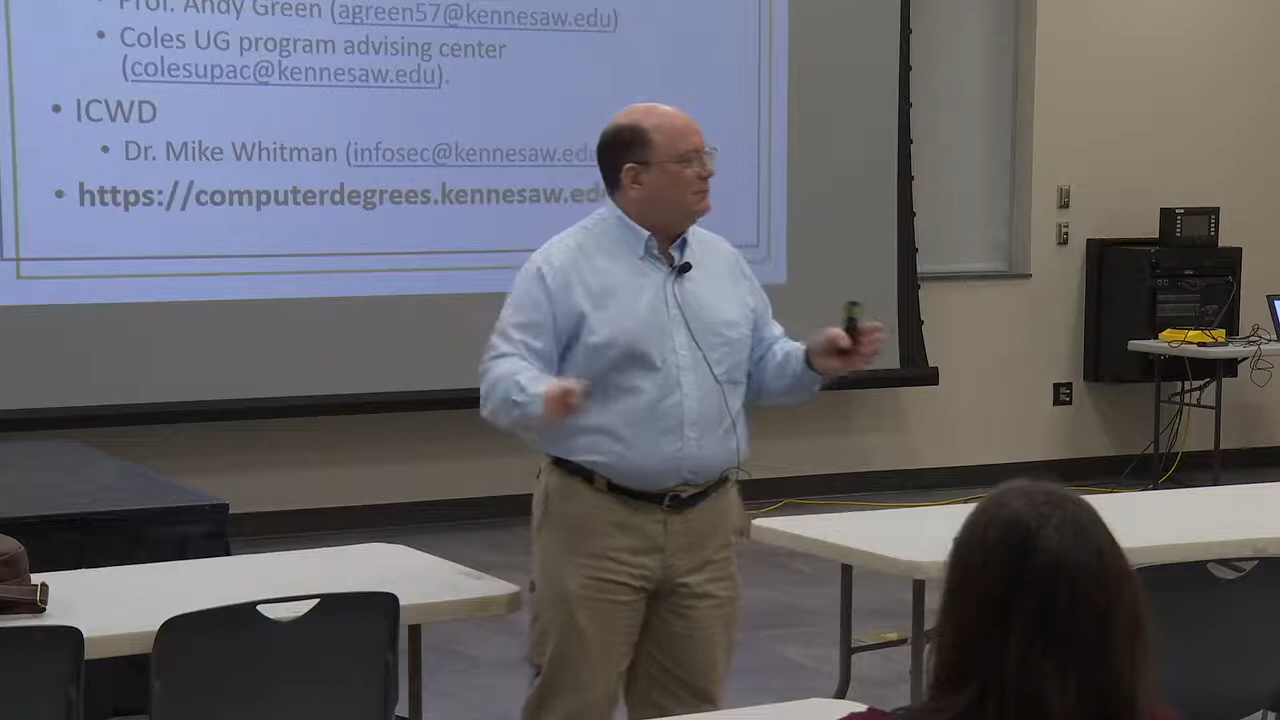 • Prof. Andy Green (agreen57@kennesaw.edu)
• Coles UG program advising center
(colesupac@kennesaw.edu).
• ICWD
• Dr. Mike Whitman (infosec@kennesaw.edu
• https://computerdegrees.kennesaw.edu